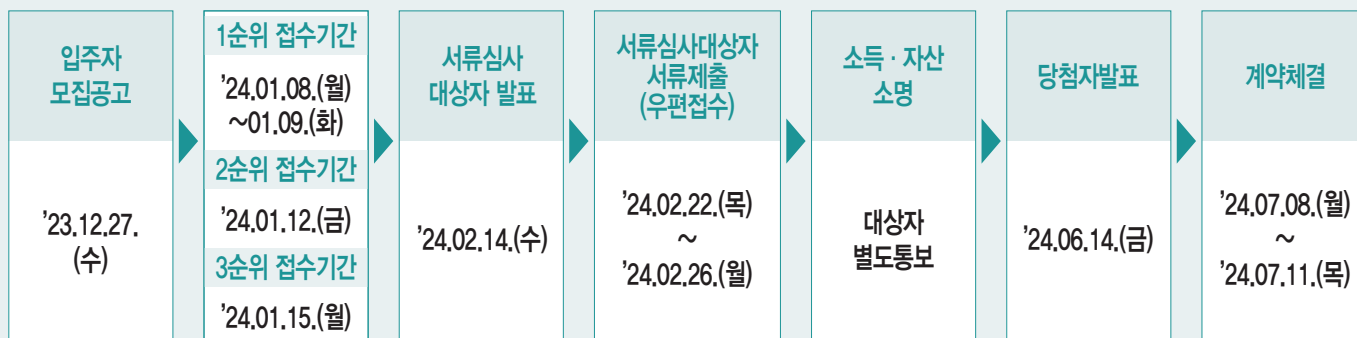 입주자
모집공고
'23.12.27.
(수)
1순위 접수기간
'24.01.08.(월)
~01.09.(화)
2순위 접수기간
'24.01.12.(금)
3순위 접수기간
'24.01.15.(월)
서류심사
대상자 발표
'24.02.14.(수)
서류심사대상자
서류제출
(우편접수)
'24.02.22.(목)
~
'24.02.26.(월)
소득 · 자산
소명
대상자
별도통보
당첨자발표
'24.06.14.(금)
계약체결
'24.07.08.(월)
~
'24.07.11.(목)